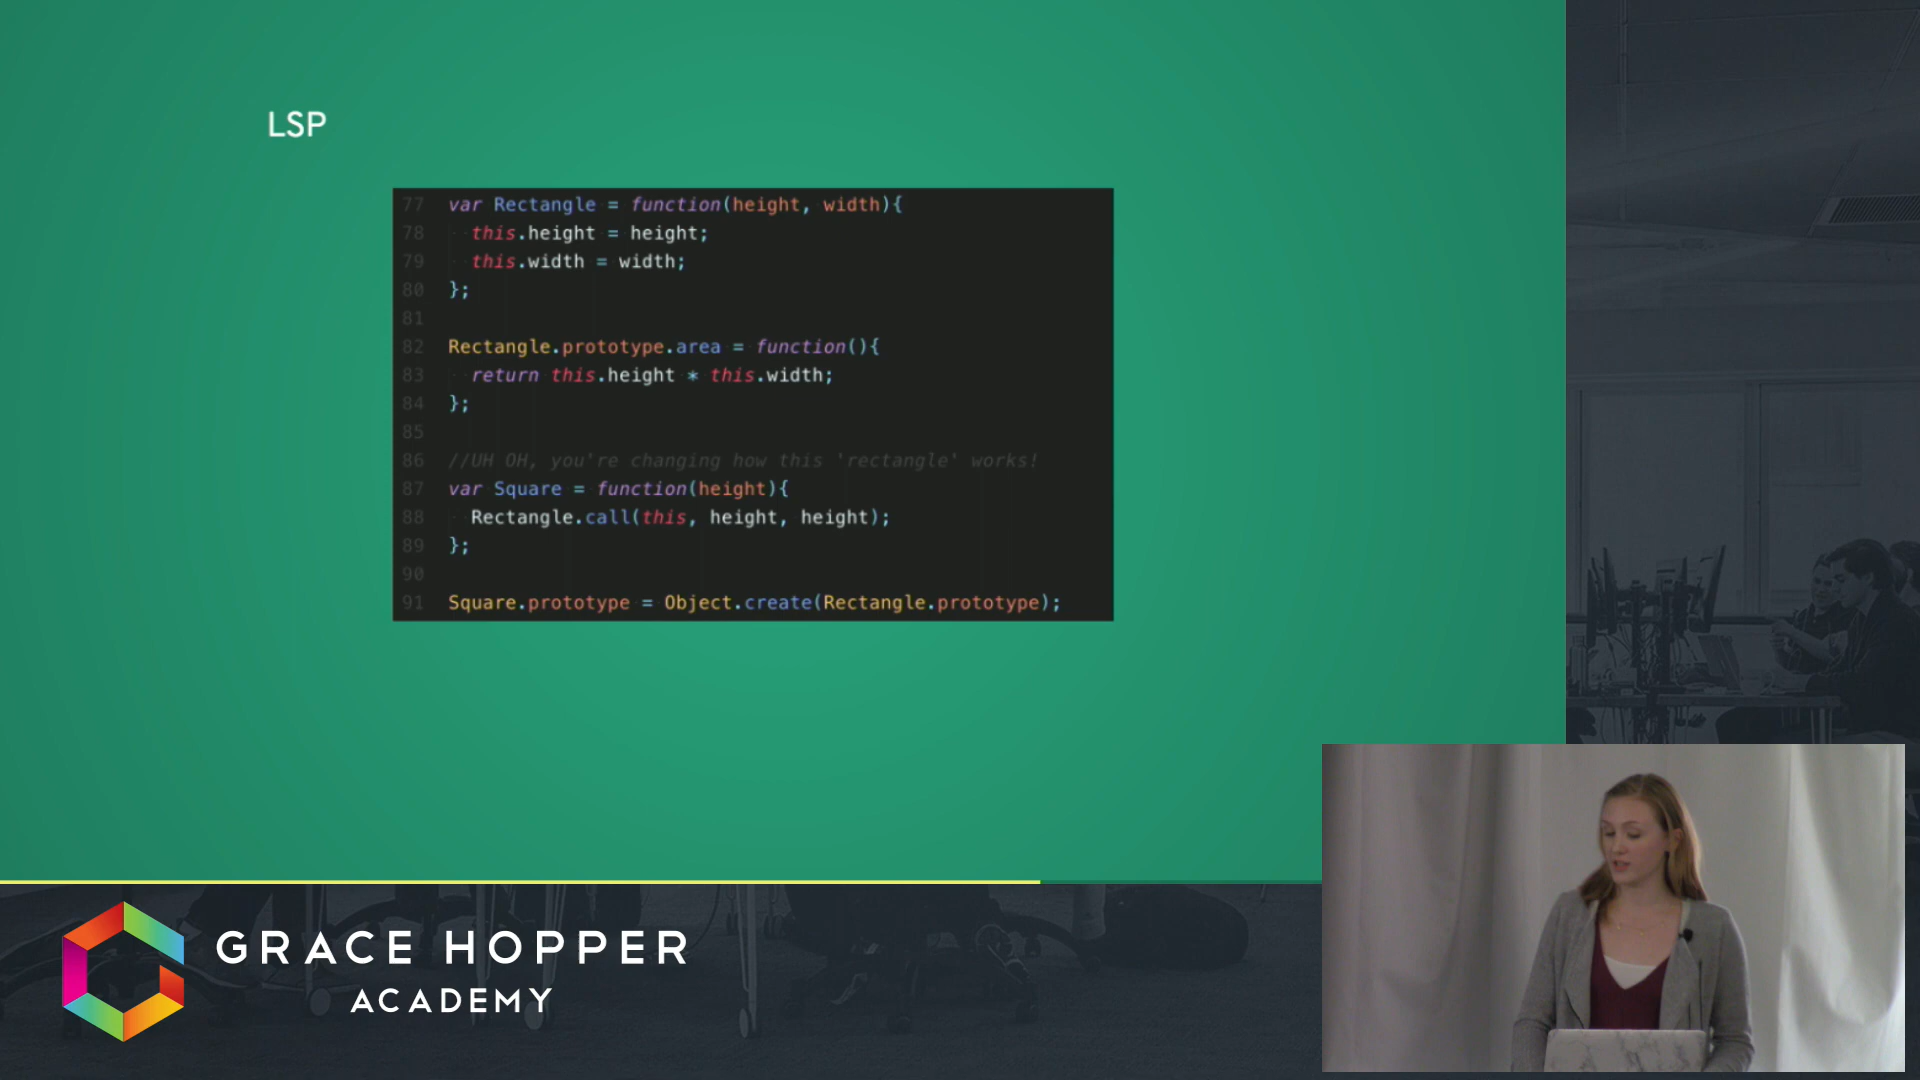 LSP
77 var Rectangle = function(height, width){
78 this.height = height;
79 this.width = width;
80 };
81
82 Rectangle.prototype.area = function(){
83 return this.height * this.width;
84 };
85
86 //UH OH, you're changing how this 'rectangle' works!
87 var Square = function(height){
88 Rectangle.call(this, height, height);
89 };
90
91 Square.prototype = Object.create(Rectangle.prototype);
GRACE HOPPER
ACADEMY